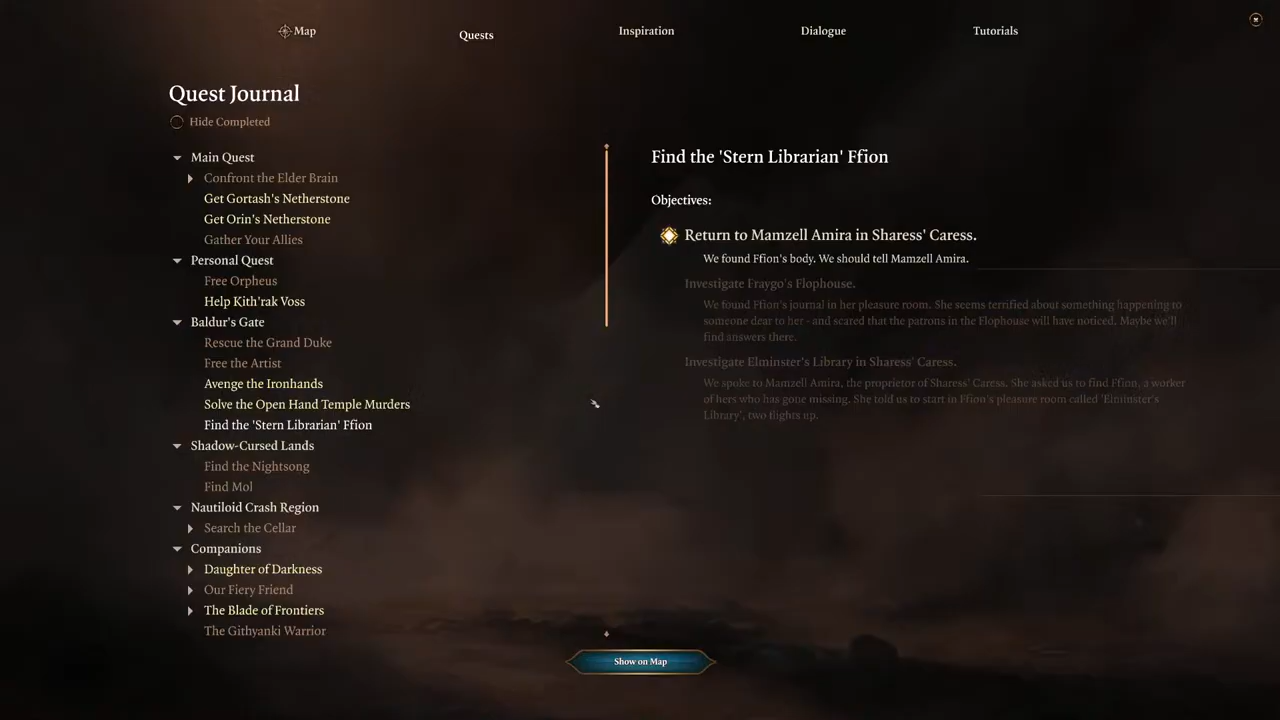 Map
Quests
Inspiration
Dialogue
Tutorials
Quest Journal
Hide Completed
Main Quest
Confront the Elder Brain
Get Gortash's Netherstone
Get Orin's Netherstone
Gather Your Allies
Personal Quest
Free Orpheus
Help Kith'rak Voss
Baldur's Gate
Rescue the Grand Duke
Free the Artist
Avenge the Ironhands
Solve the Open Hand Temple Murders
Find the 'Stern Librarian' Ffion
Shadow-Cursed Lands
Find the Nightsong
Find Mol
Nautiloid Crash Region
Search the Cellar
Companions
Daughter of Darkness
Our Fiery Friend
The Blade of Frontiers
The Githyanki Warrior
Find the 'Stern Librarian' Ffion
Objectives:
Return to Mamzell Amira in Sharess' Caress.
We found Ffion's body. We should tell Mamzell Amira.
Investigate Fraygo's Flophouse.
We found Ffion's journal in her pleasure room. She seems terrified about something happening to
someone dear to her - and scared that the patrons in the Flophouse will have noticed. Maybe we'll
find answers there.
Investigate Elminster's Library in Sharess' Caress.
We spoke to Mamzell Amira, the proprietor of Sharess' Caress. She asked us to find Ffion, a worker
of hers who has gone missing. She told us to start in Ffion's pleasure room called 'Elminster's
Library', two flights up.
Show on Map